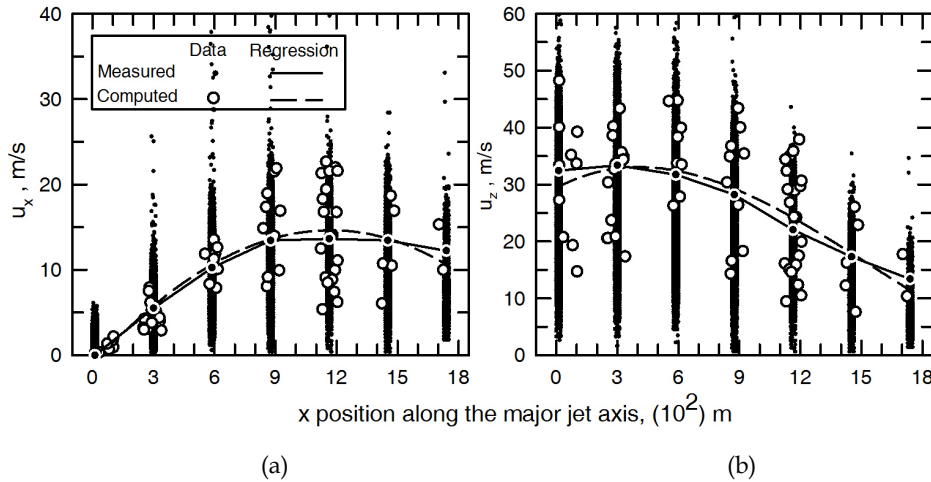 40
30
20
10
0
u_x , m/s
Data Regression
Measured
Computed
0 3 6 9 12 15 18
60
50
40
30
20
10
0
u_z , m/s
0 3 6 9 12 15 18
x position along the major jet axis, (10^2) m
(a) (b)